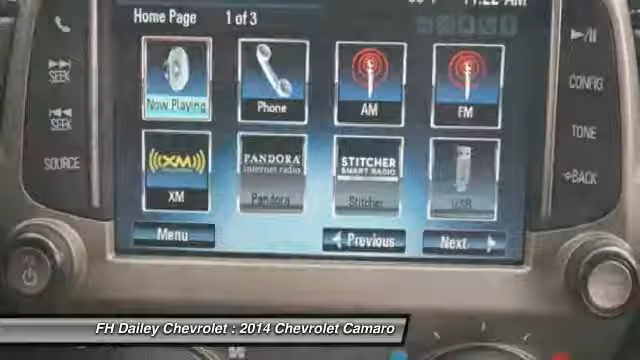 Home Page 1 of 3
Now Playing
Phone
AM
FM
((XM))
XM
PANDORA
internet radio
Pandora
STITCHER
SMART RADIO
Stitcher
USB
Menu
Previous
Next
SEEK
SEEK
SOURCE
CONFIG
TONE
BACK
FH Dailey Chevrolet : 2014 Chevrolet Camaro